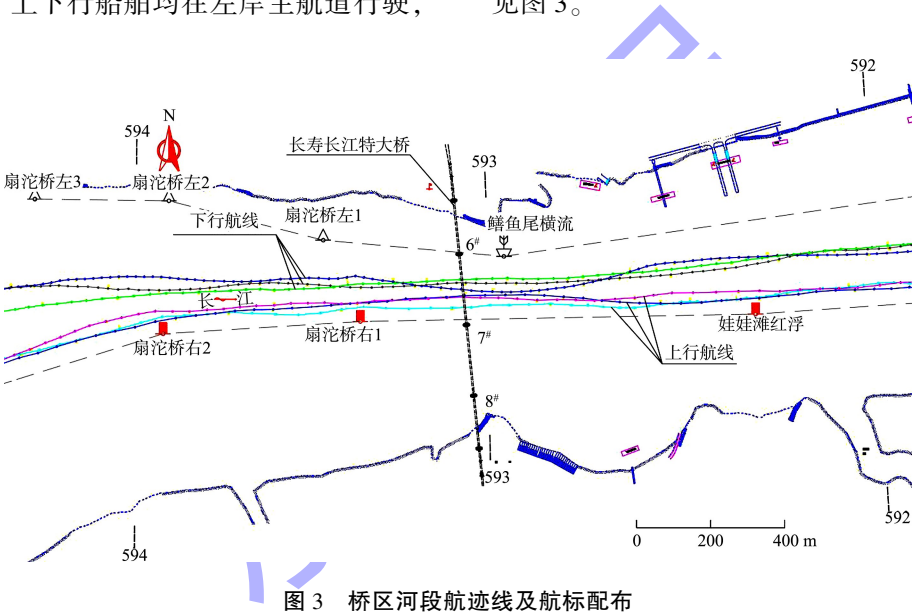 上下行船舶均在左岸主航道行驶，
见图 3。
592
594
N
长寿长江特大桥
593
扇沱桥左3
扇沱桥左2
扇沱桥左1
鳝鱼尾横流
下行航线
6#
长江
娃娃滩红浮
扇沱桥右2
扇沱桥右1
7#
上行航线
8#
593
592
594
0 200 400 m
图 3 桥区河段航迹线及航标配布